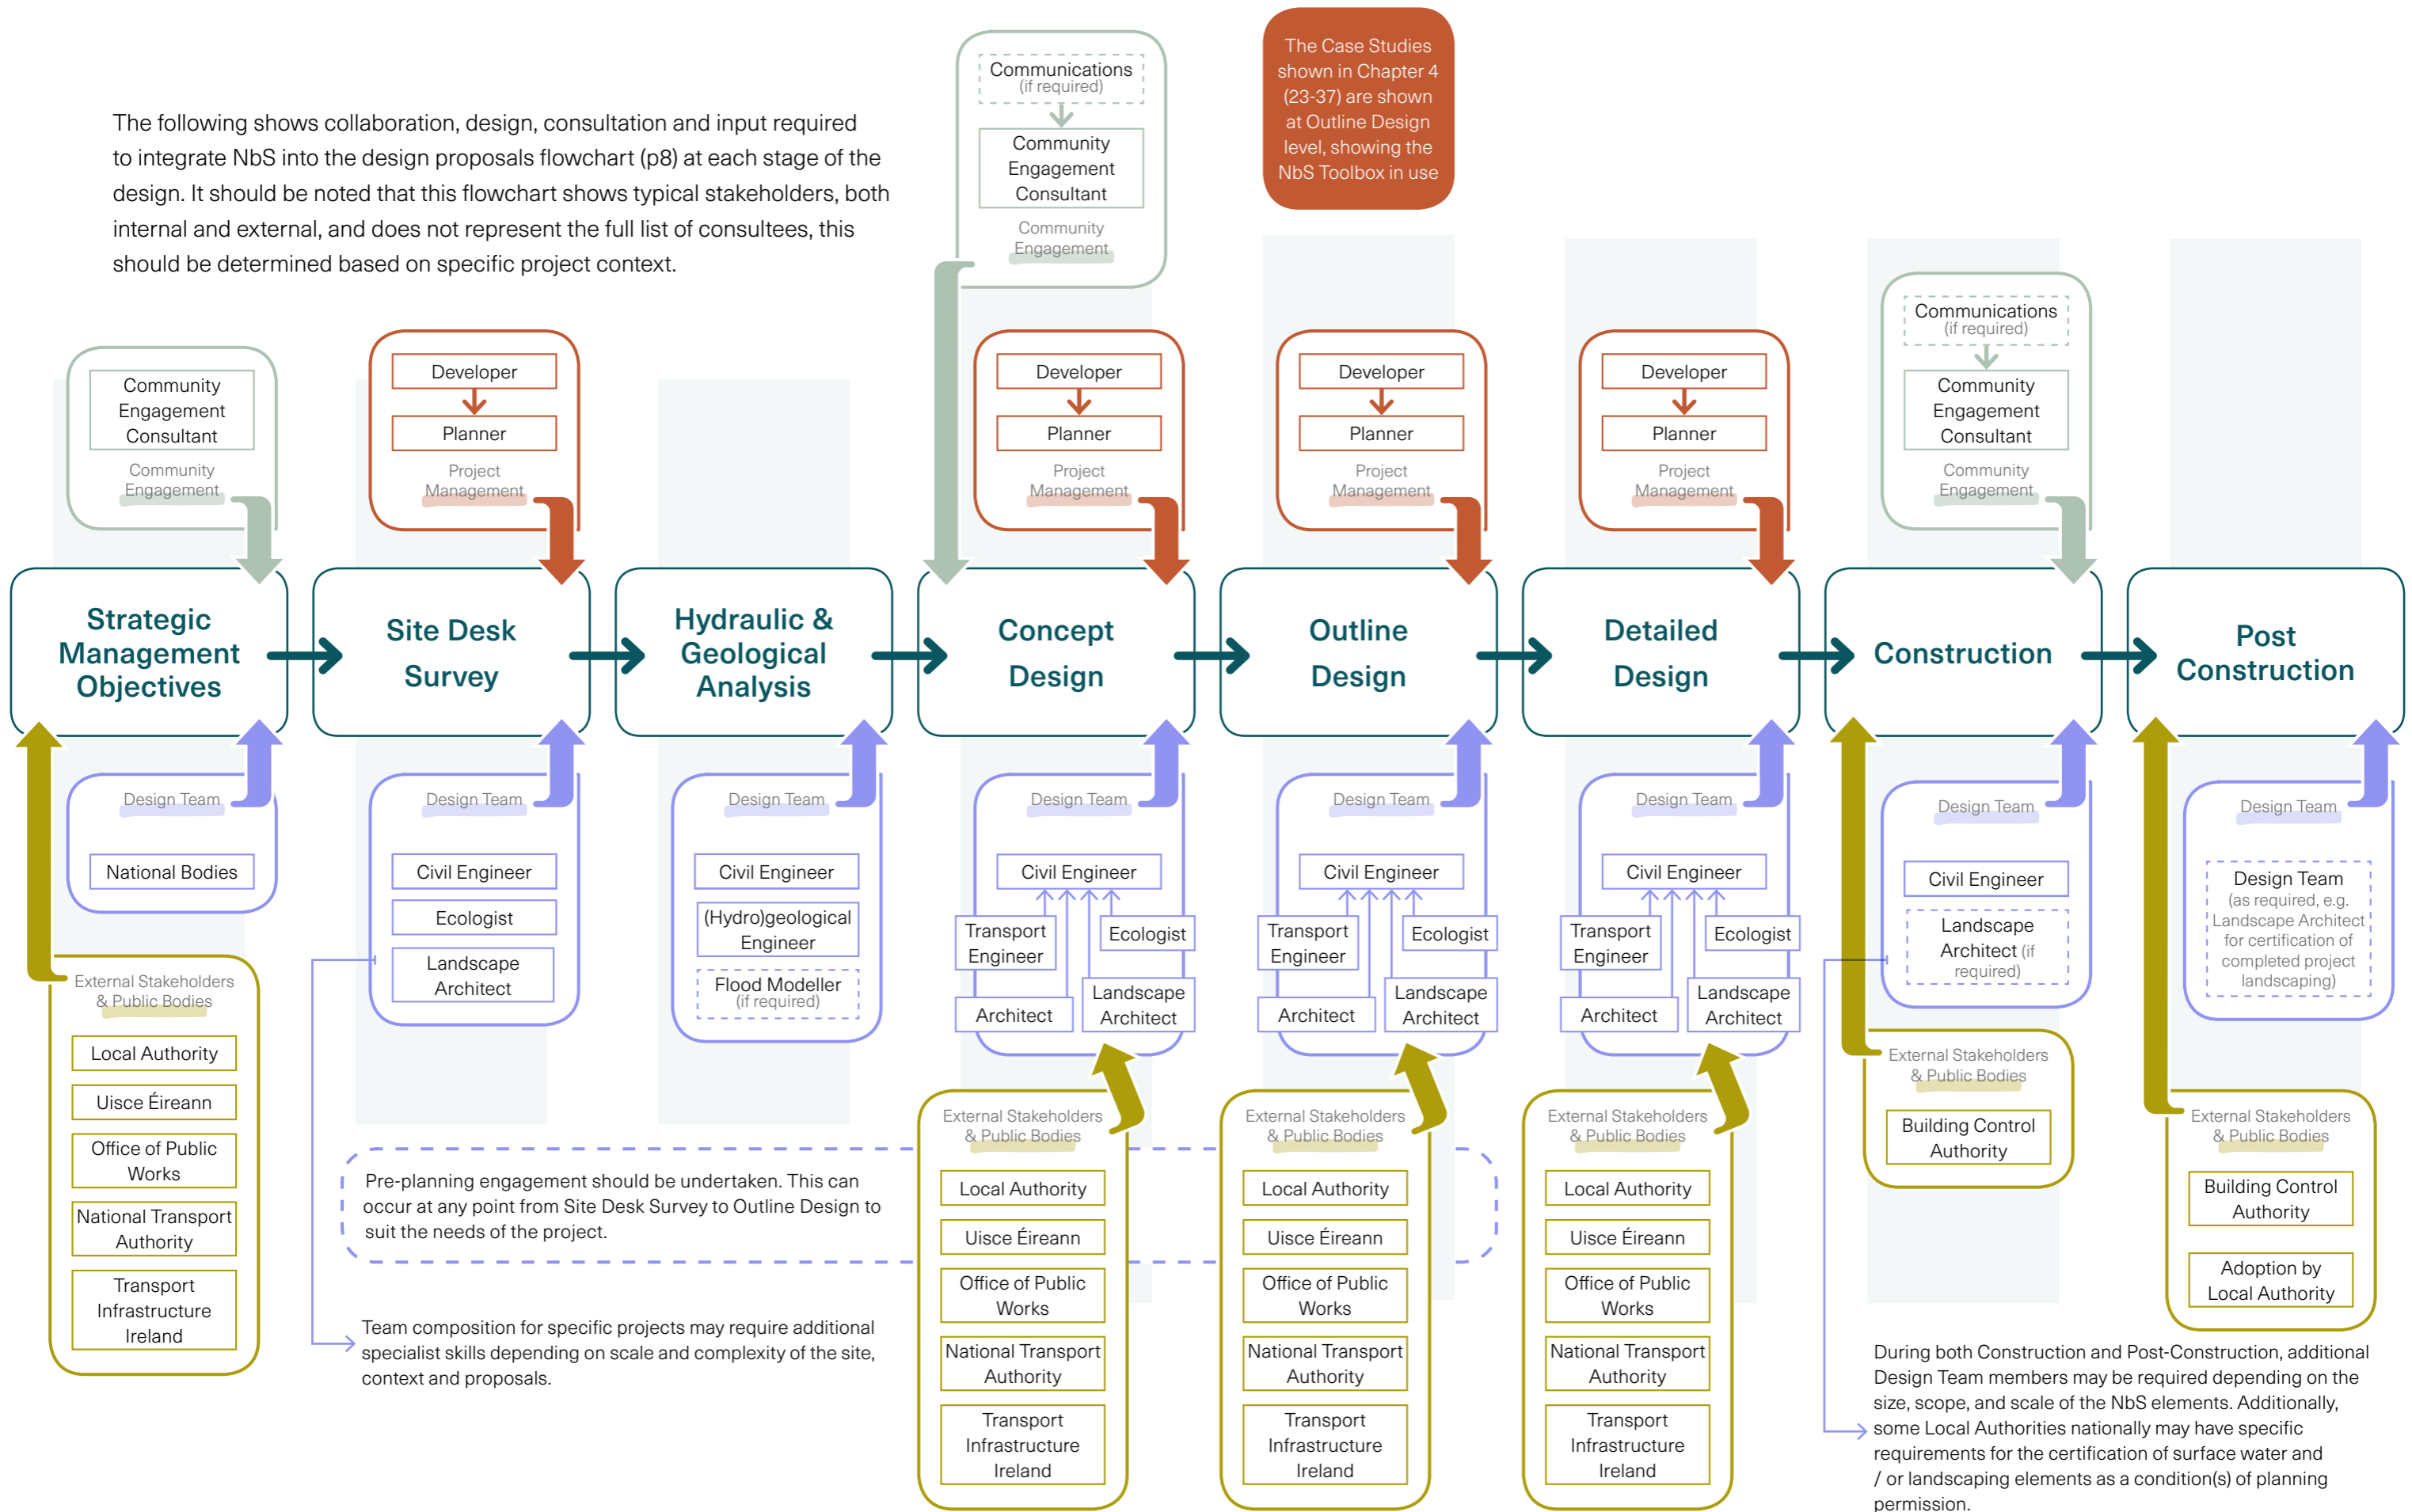 The following shows collaboration, design, consultation and input required
to integrate NbS into the design proposals flowchart (p8) at each stage of the
design. It should be noted that this flowchart shows typical stakeholders, both
internal and external, and does not represent the full list of consultees, this
should be determined based on specific project context.
Communications
(if required)
Community
Engagement
Consultant
Community
Engagement
The Case Studies
shown in Chapter 4
(23-37) are shown
at Outline Design
level, showing the
NbS Toolbox in use
Community
Engagement
Consultant
Community
Engagement
Developer
Planner
Project
Management
Developer
Planner
Project
Management
Developer
Planner
Project
Management
Developer
Planner
Project
Management
Communications
(if required)
Community
Engagement
Consultant
Community
Engagement
Strategic
Management
Objectives
Site Desk
Survey
Hydraulic &
Geological
Analysis
Concept
Design
Outline
Design
Detailed
Design
Construction
Post
Construction
Design Team
National Bodies
External Stakeholders
& Public Bodies
Local Authority
Uisce Éireann
Office of Public
Works
National Transport
Authority
Transport
Infrastructure
Ireland
Design Team
Civil Engineer
Ecologist
Landscape
Architect
Design Team
Civil Engineer
(Hydro)geological
Engineer
Flood Modeller
(if required)
Pre-planning engagement should be undertaken. This can
occur at any point from Site Desk Survey to Outline Design to
suit the needs of the project.
Team composition for specific projects may require additional
specialist skills depending on scale and complexity of the site,
context and proposals.
Design Team
Civil Engineer
Transport
Engineer
Ecologist
Architect
Landscape
Architect
External Stakeholders
& Public Bodies
Local Authority
Uisce Éireann
Office of Public
Works
National Transport
Authority
Transport
Infrastructure
Ireland
Design Team
Civil Engineer
Transport
Engineer
Ecologist
Architect
Landscape
Architect
External Stakeholders
& Public Bodies
Local Authority
Uisce Éireann
Office of Public
Works
National Transport
Authority
Transport
Infrastructure
Ireland
Design Team
Civil Engineer
Transport
Engineer
Ecologist
Architect
Landscape
Architect
External Stakeholders
& Public Bodies
Local Authority
Uisce Éireann
Office of Public
Works
National Transport
Authority
Transport
Infrastructure
Ireland
Design Team
Civil Engineer
Landscape
Architect (if
required)
External Stakeholders
& Public Bodies
Building Control
Authority
Design Team
Design Team
(as required, e.g.
Landscape Architect
for certification of
completed project
landscaping)
External Stakeholders
& Public Bodies
Building Control
Authority
Adoption by
Local Authority
During both Construction and Post-Construction, additional
Design Team members may be required depending on the
size, scope, and scale of the NbS elements. Additionally,
some Local Authorities nationally may have specific
requirements for the certification of surface water and
/ or landscaping elements as a condition(s) of planning
permission.